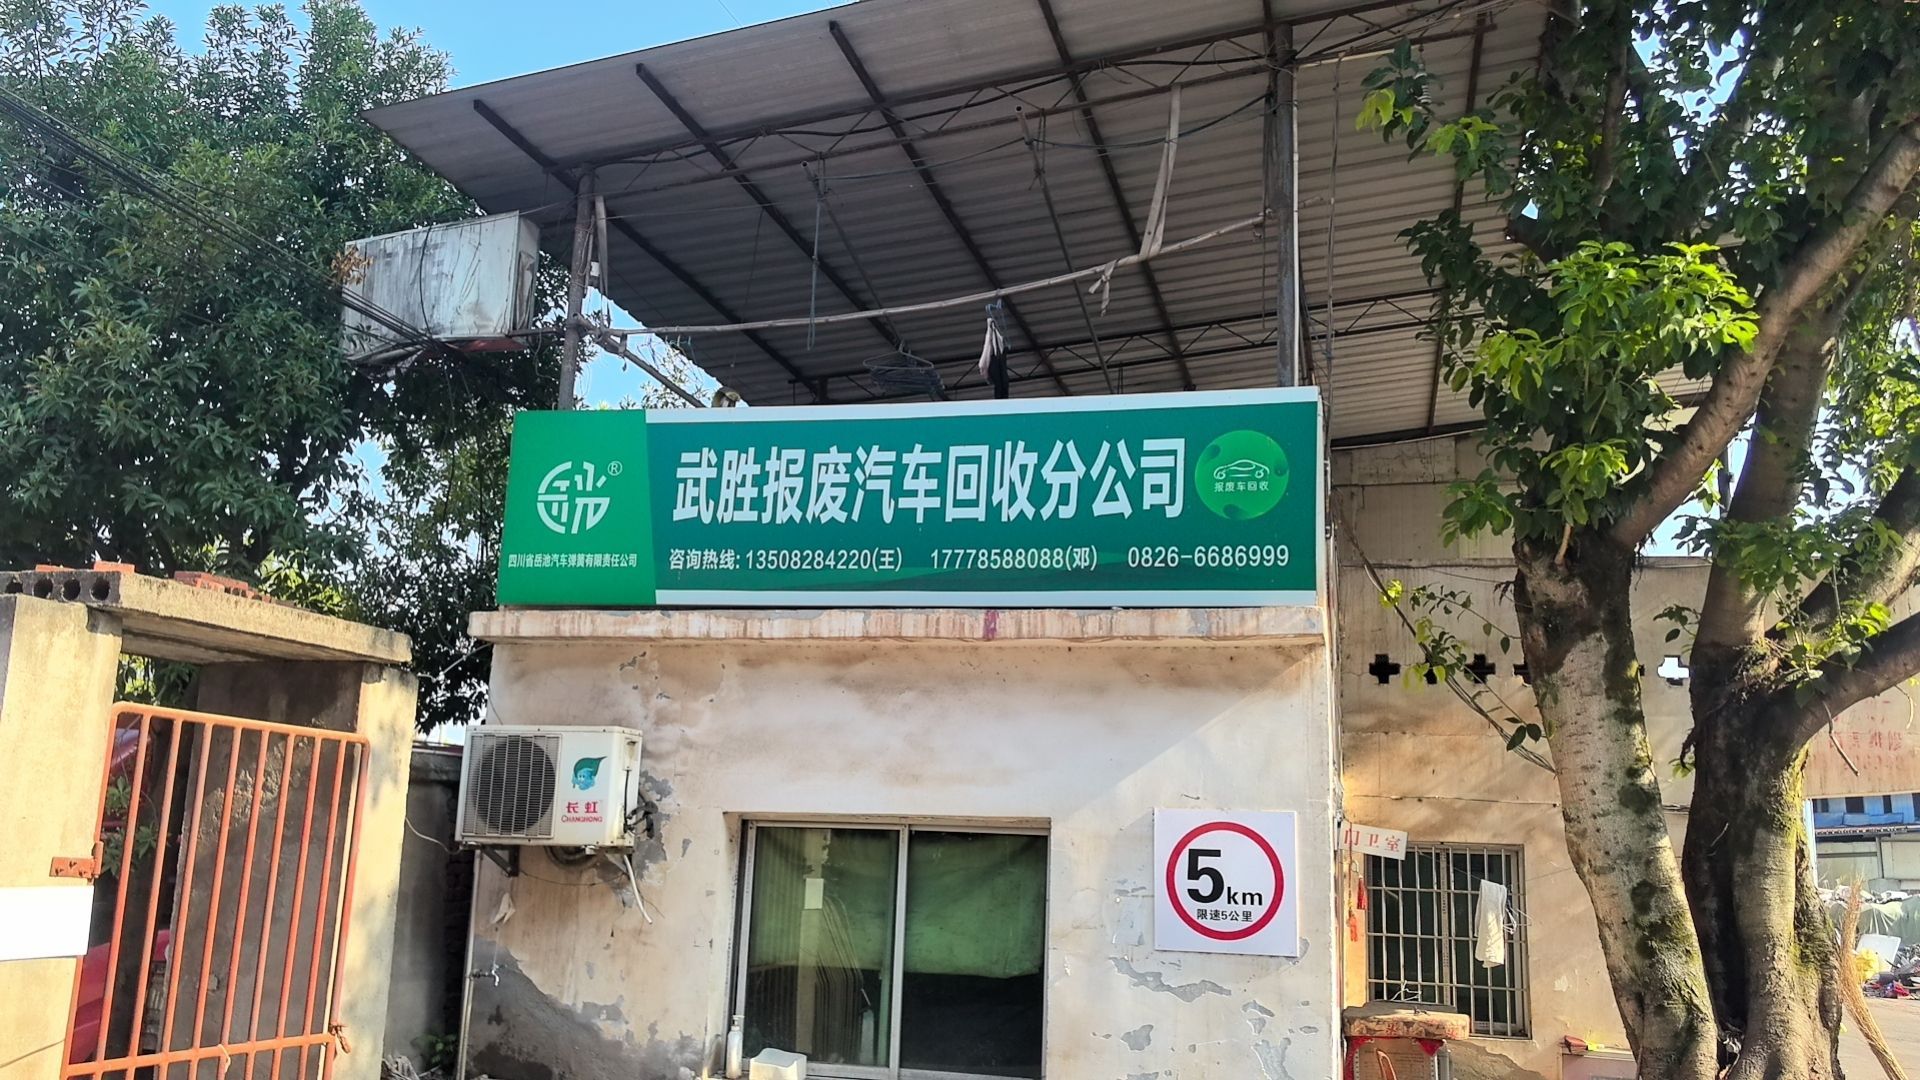 武胜报废汽车回收分公司
报废车回收
®
四川省岳池汽车弹簧有限责任公司
咨询热线: 13508284220(王) 17778588088(邓) 0826-6686999
长虹
CHANGHONG
5km
限速5公里
门卫室